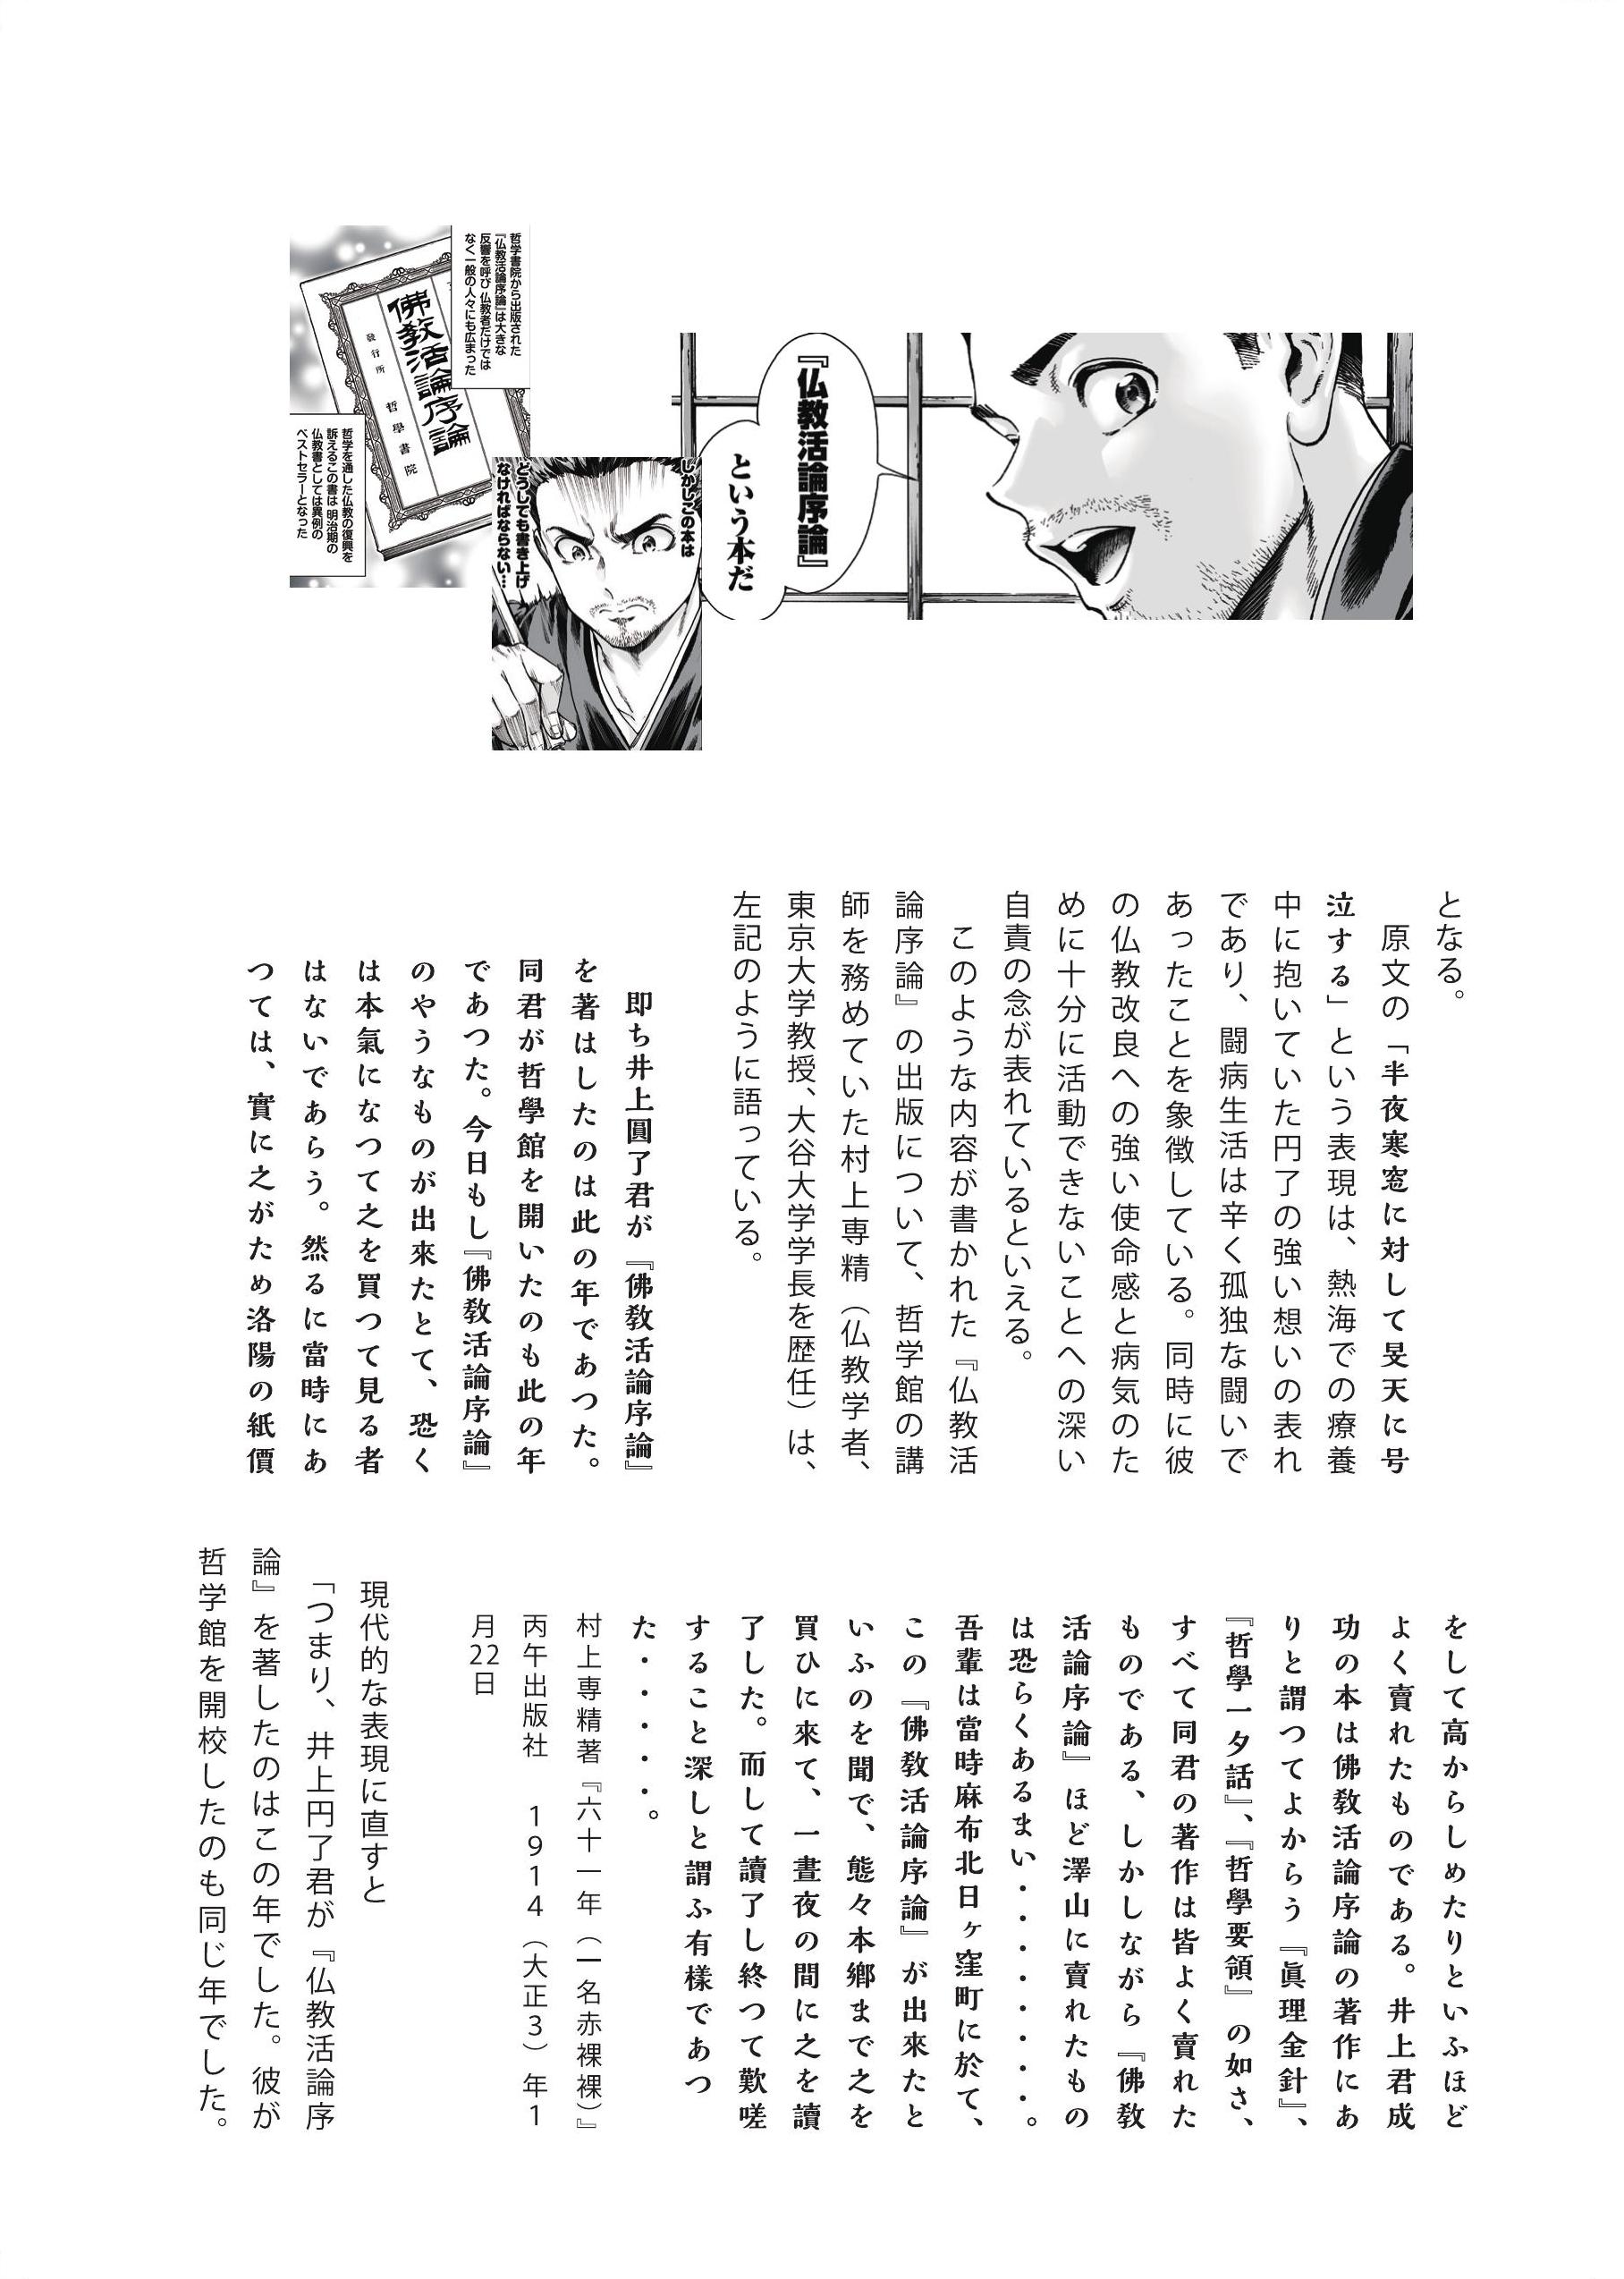 『仏教活論序論』
という本だ
しかしこの本は
どうしても書き上げ
なければならない…
哲学書院から出版された
『仏教活論序論』は大きな
反響を呼び 仏教者だけでは
なく一般の人々にも広まった
佛教活論序論
發行所 哲學書院
哲学を通した仏教の復興を
訴えるこの書は 明治期の
仏教書としては異例の
ベストセラーとなった
となる。
原文の「半夜寒窓に対して旻天に号
泣する」という表現は、熱海での療養
中に抱いていた円了の強い想いの表れ
であり、闘病生活は辛く孤独な闘いで
あったことを象徴している。同時に彼
の仏教改良への強い使命感と病気のた
めに十分に活動できないことへの深い
自責の念が表れているといえる。
このような内容が書かれた『仏教活
論序論』の出版について、哲学館の講
師を務めていた村上専精（仏教学者、
東京大学教授、大谷大学学長を歴任）は、
左記のように語っている。
即ち井上圓了君が『佛敎活論序論』
を著はしたのは此の年であつた。
同君が哲學館を開いたのも此の年
であつた。今日もし『佛敎活論序論』
のやうなものが出來たとて、恐く
は本氣になつて之を買つて見る者
はないであらう。然るに當時にあ
つては、實に之がため洛陽の紙價
をして高からしめたりといふほど
よく賣れたものである。井上君成
功の本は佛敎活論序論の著作にあ
りと謂つてよからう『眞理金針』、
『哲學一夕話』、『哲學要領』の如き、
すべて同君の著作は皆よく賣れた
ものである、しかしながら『佛敎
活論序論』ほど澤山に賣れたもの
は恐らくあるまい・・・・・・・。
吾輩は當時麻布北日ヶ窪町に於て、
この『佛敎活論序論』が出來たと
いふのを聞で、態々本鄕まで之を
買ひに來て、一晝夜の間に之を讀
了した。而して讀了し終つて歎嗟
すること深しと謂ふ有樣であつ
た・・・・・。
村上専精著『六十一年（一名赤裸裸）』
丙午出版社 1914（大正3）年1
月22日
現代的な表現に直すと
「つまり、井上円了君が『仏教活論序
論』を著したのはこの年でした。彼が
哲学館を開校したのも同じ年でした。